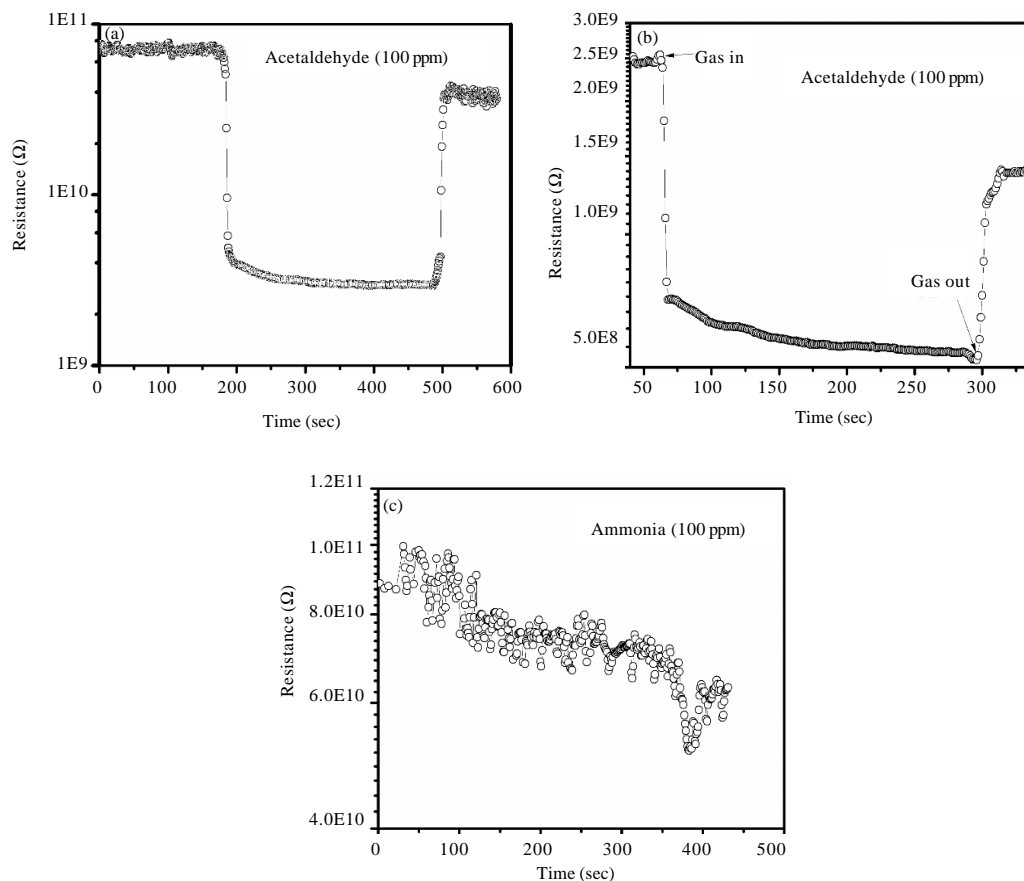 (a)
Acetaldehyde (100 ppm)
1E11
1E10
1E9
Resistance (Ω)
0 100 200 300 400 500 600
Time (sec)
(b)
Gas in
Acetaldehyde (100 ppm)
Gas out
3.0E9
2.5E9
2.0E9
1.5E9
1.0E9
5.0E8
Resistance (Ω)
50 100 150 200 250 300
Time (sec)
(c)
Ammonia (100 ppm)
1.2E11
1.0E11
8.0E10
6.0E10
4.0E10
Resistance (Ω)
0 100 200 300 400 500
Time (sec)